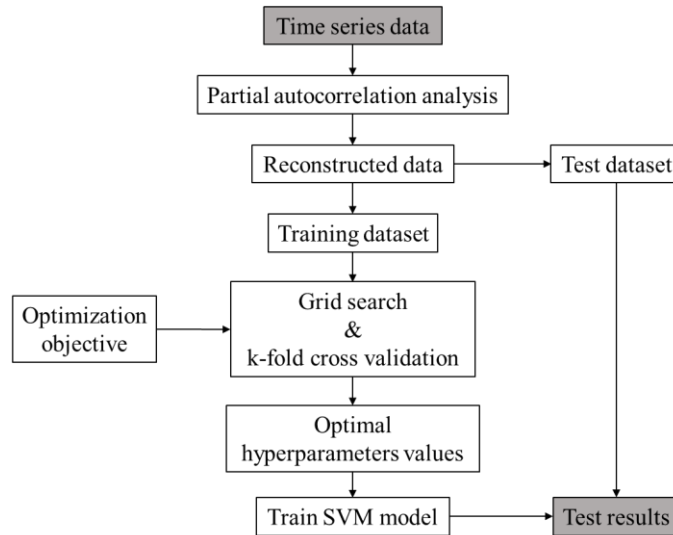 Time series data
Partial autocorrelation analysis
Reconstructed data
Test dataset
Training dataset
Optimization
objective
Grid search
&
k-fold cross validation
Optimal
hyperparameters values
Train SVM model
Test results